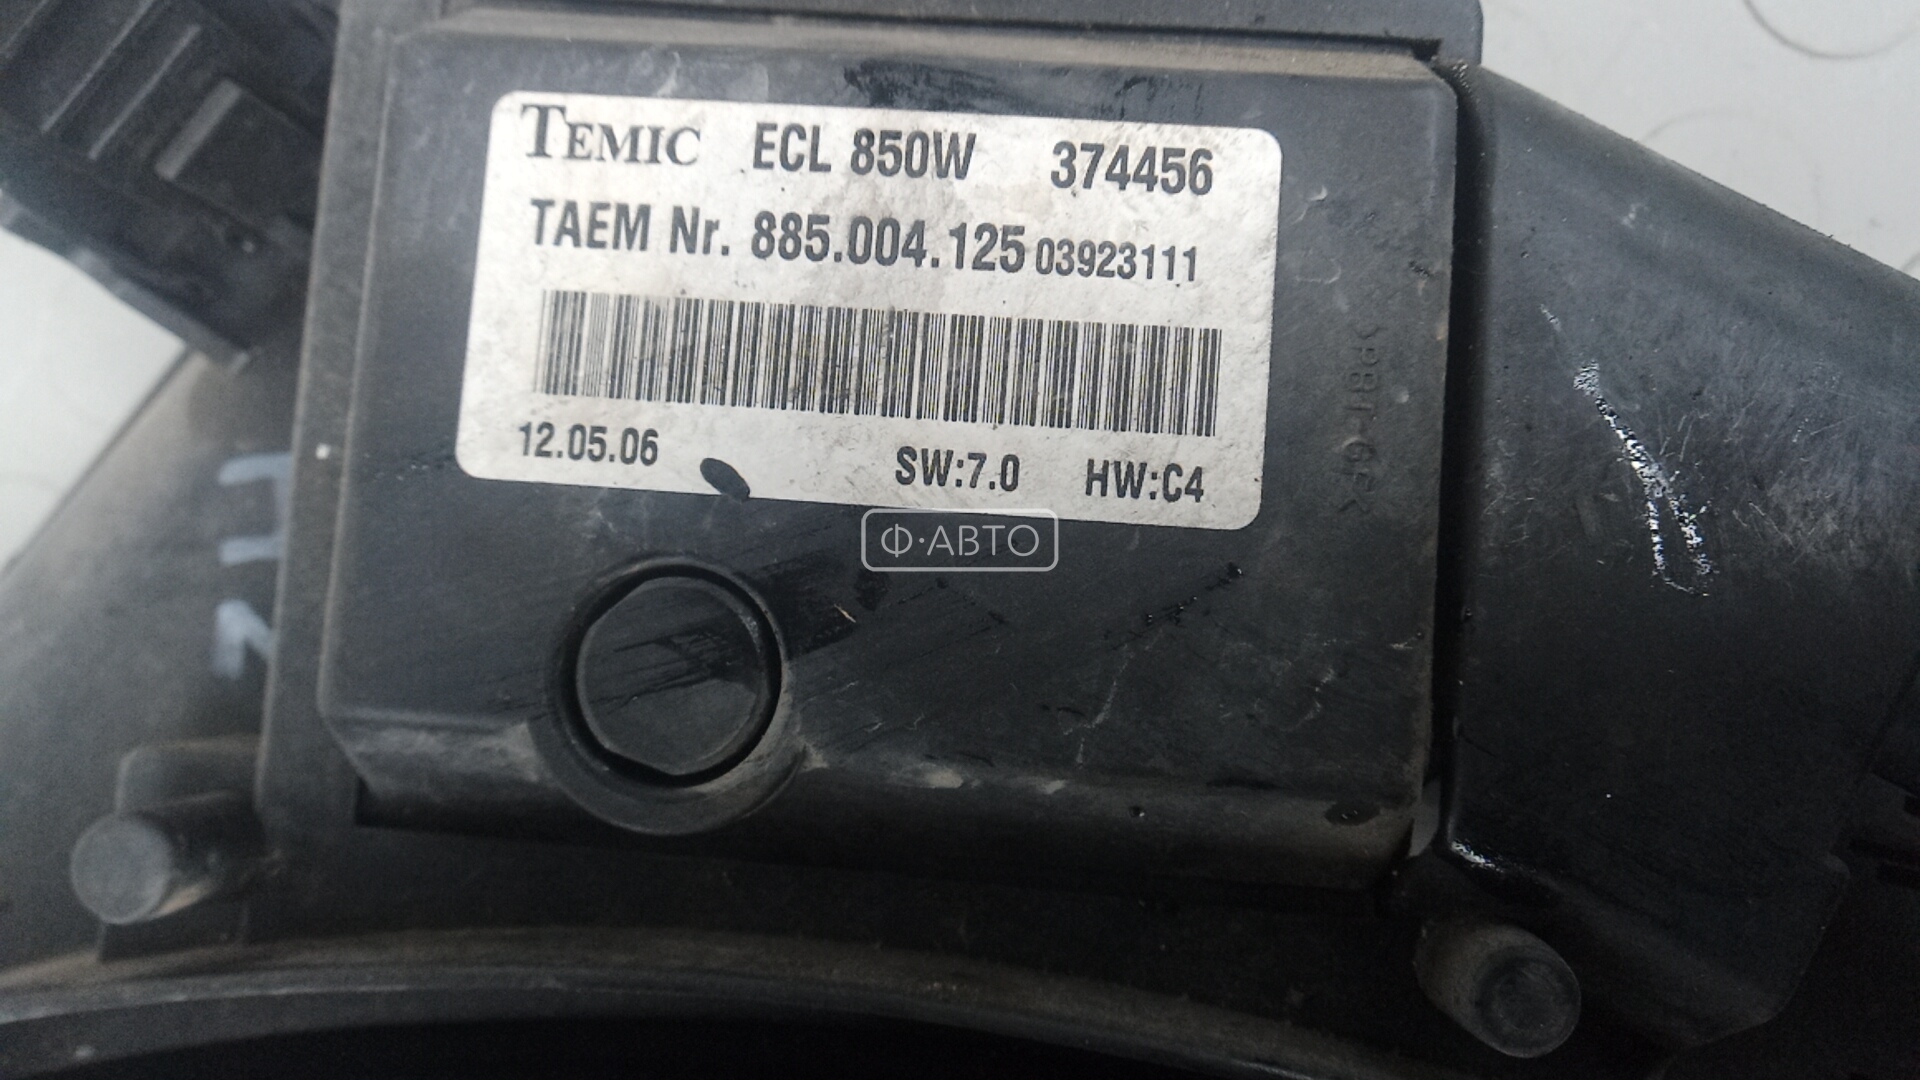 TEMIC ECL 850W 374456
TAEM Nr. 885.004.125 03923111
12.05.06 SW:7.0 HW:C4
Ф·АВТО